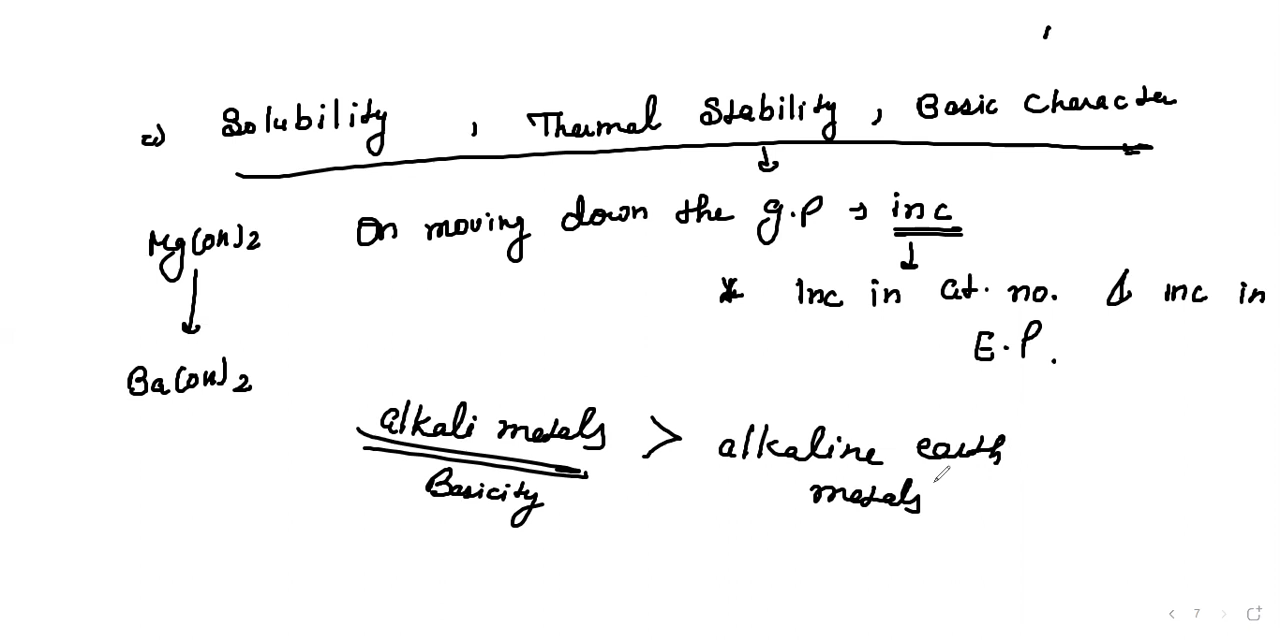 ⇒ Solubility , Thermal Stability , Basic Character
On moving down the g.P → inc
Mg(OH)2
* Inc in at. no. & inc in
E.P.
Ba(OH)2
alkali metals > alkaline earth
Basicity
metals
< 7 >